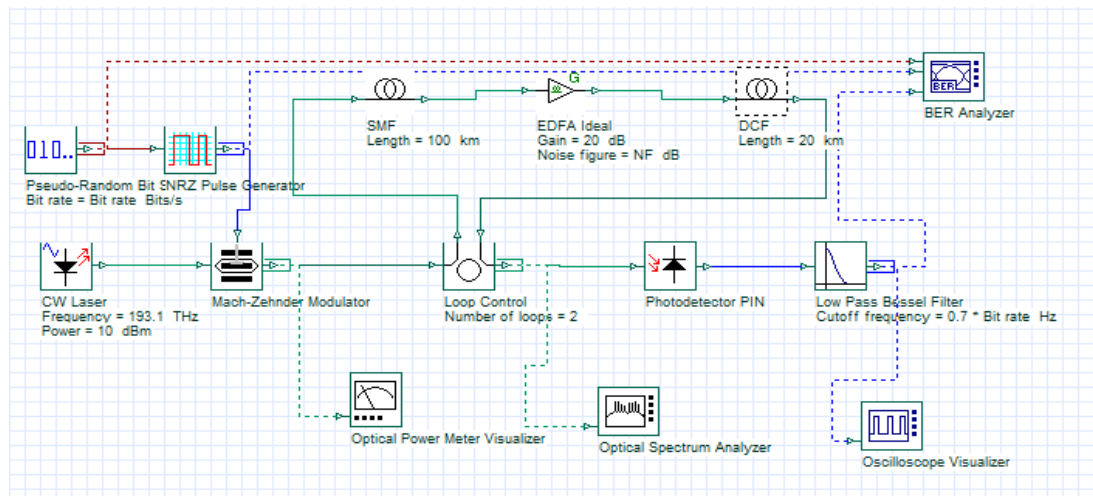 BER
BER Analyzer
G
SMF
Length = 100 km
EDFA Ideal
Gain = 20 dB
Noise figure = NF dB
DCF
Length = 20 km
010..
Pseudo-Random Bit S
NRZ Pulse Generator
Bit rate = Bit rate Bits/s
CW Laser
Frequency = 193.1 THz
Power = 10 dBm
Mach-Zehnder Modulator
Loop Control
Number of loops = 2
Photodetector PIN
Low Pass Bessel Filter
Cutoff frequency = 0.7 * Bit rate Hz
Optical Power Meter Visualizer
Optical Spectrum Analyzer
Oscilloscope Visualizer